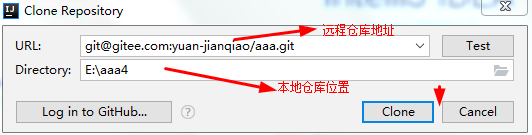 Clone Repository
远程仓库地址
URL: git@gitee.com:yuan-jianqiao/aaa.git Test
Directory: E:\aaa4
本地仓库位置
Log in to GitHub... ? Clone Cancel